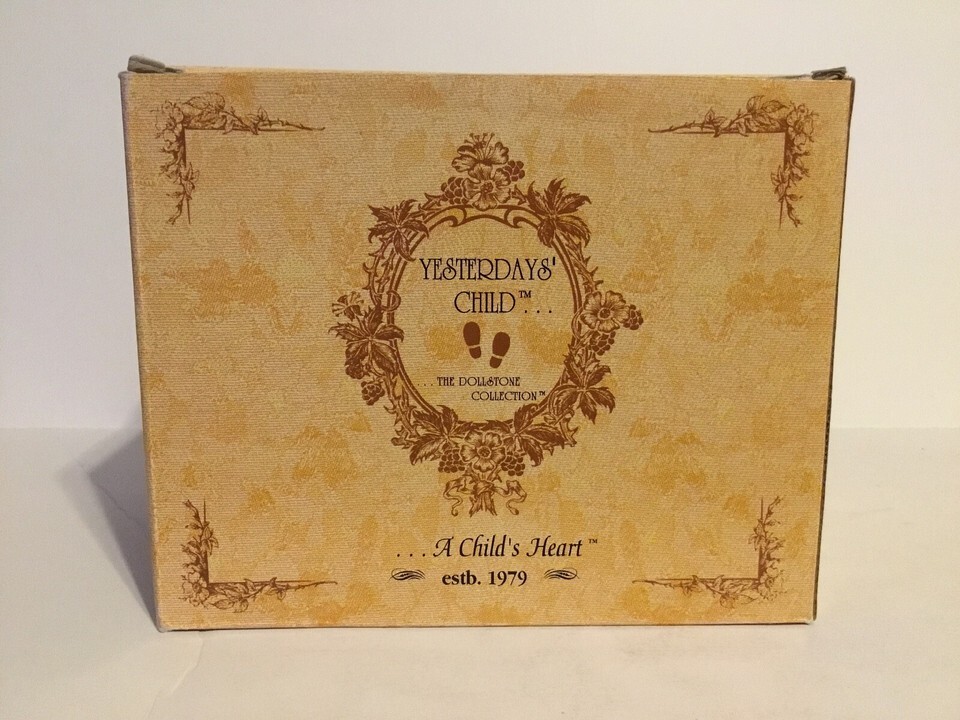 YESTERDAYS'
CHILD™...
...THE DOLLSTONE
COLLECTION™
...A Child's Heart™
estb. 1979